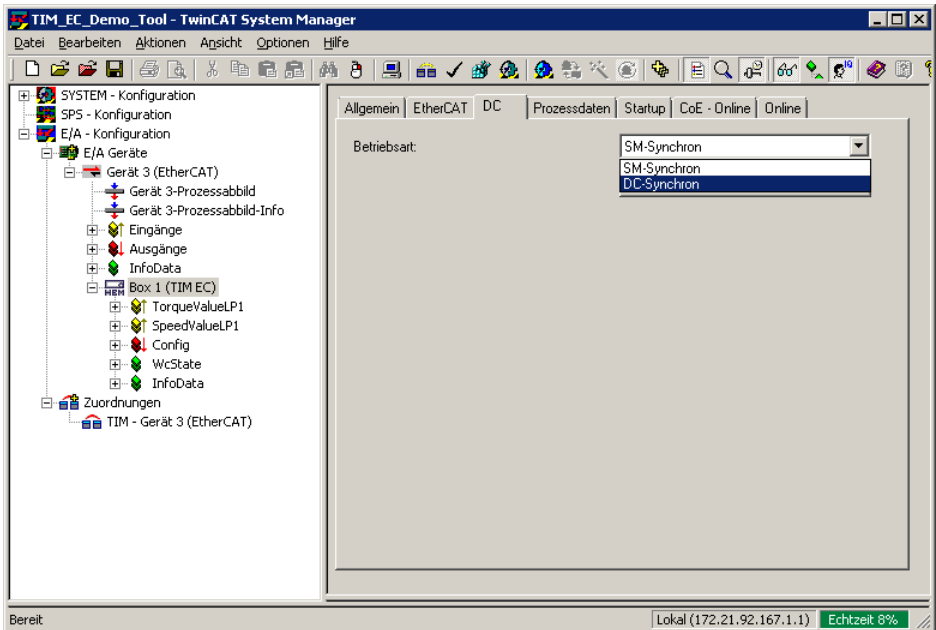 TIM_EC_Demo_Tool - TwinCAT System Manager
Datei Bearbeiten Aktionen Ansicht Optionen Hilfe
SYSTEM - Konfiguration
SPS - Konfiguration
E/A - Konfiguration
E/A Geräte
Gerät 3 (EtherCAT)
Gerät 3-Prozessabbild
Gerät 3-Prozessabbild-Info
Eingänge
Ausgänge
InfoData
HBM Box 1 (TIM EC)
TorqueValueLP1
SpeedValueLP1
Config
WcState
InfoData
Zuordnungen
TIM - Gerät 3 (EtherCAT)
Allgemein EtherCAT DC Prozessdaten Startup CoE - Online Online
Betriebsart: SM-Synchron
SM-Synchron
DC-Synchron
Bereit Lokal (172.21.92.167.1.1) Echtzeit 8%